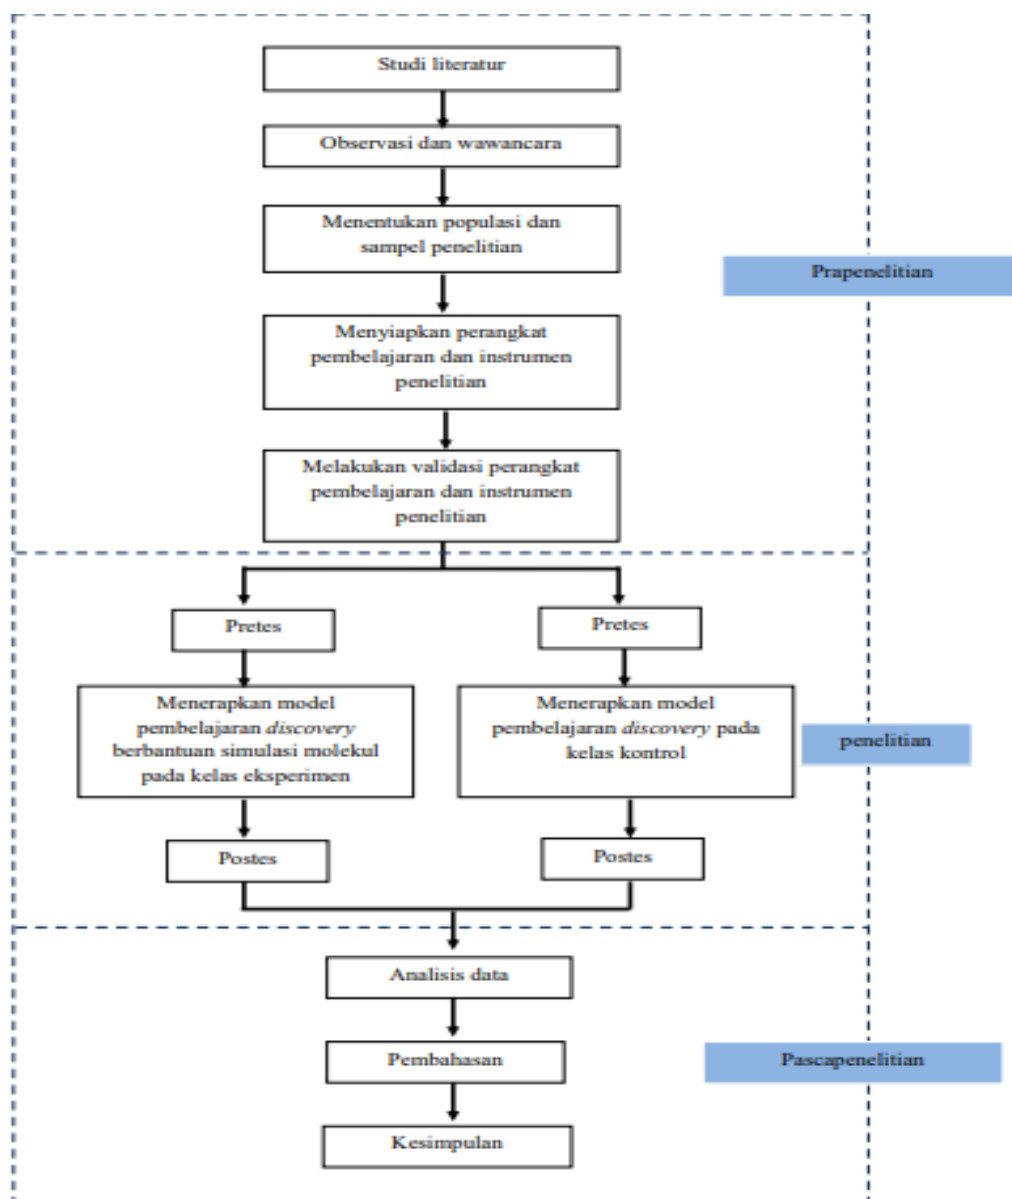 Studi literatur
Observasi dan wawancara
Menentukan populasi dan
sampel penelitian
Prapenelitian
Menyiapkan perangkat
pembelajaran dan instrumen
penelitian
Melakukan validasi perangkat
pembelajaran dan instrumen
penelitian
Pretes
Pretes
Menerapkan model
pembelajaran discovery
berbantuan simulasi molekul
pada kelas eksperimen
Menerapkan model
pembelajaran discovery pada
kelas kontrol
penelitian
Postes
Postes
Analisis data
Pembahasan
Pascapenelitian
Kesimpulan